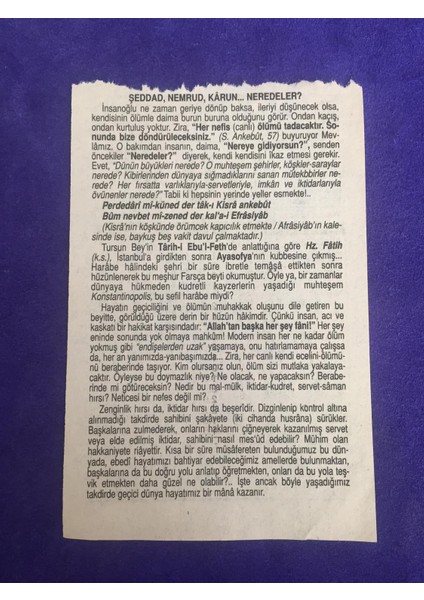 ŞEDDAD, NEMRUD, KÂRUN... NEREDELER?
İnsanoğlu ne zaman geriye dönüp baksa, ileriyi düşünecek olsa,
kendisinin ölümle daima burun buruna olduğunu görür. Ondan kaçış,
ondan kurtuluş yoktur. Zira, "Her nefis (canlı) ölümü tadacaktır. So-
nunda bize döndürüleceksiniz." (S. Ankebût, 57) buyuruyor Mev-
lâmız. O bakımdan insanın, daima, "Nereye gidiyorsun?", senden
öncekiler "Neredeler?" diyerek, kendi kendisini ikaz etmesi gerekir.
Evet, "Dünün büyükleri nerede? O muhteşem şehirler, köşkler-saraylar
nerede? Kibirlerinden dünyaya sığmadıklarını sanan mütekbbirler ne-
rede? Her fırsatta varlıklarıyla-servetleriyle, imkân ve iktidarlarıyla
övünenler nerede?" Tabii ki hepsinin yerinde yeller esmekte!..
Perdedârî mi-küned der tâk-ı Kisrâ ankebût
Bûm nevbet mi-zened der kal'a-i Efrâsiyâb
(Kisrâ'nın köşkünde örümcek kapıcılık etmekte / Afrâsiyâb'ın kale-
sinde ise, baykuş beş vakit davul çalmaktadır.)
Tursun Bey'in Târih-i Ebu'l-Feth'de anlattığına göre Hz. Fâtih
(k.s.), İstanbul'a girdikten sonra Ayasofya'nın kubbesine çıkmış...
Harâbe hâlindeki şehri bir süre ibretle temâşâ ettikten sonra
hüzünlenerek bu meşhur Farsça beyti okumuştur. Öyle ya, bir zamanlar
dünyaya hükmeden kudretli kayzerlerin yaşadığı muhteşem
Konstantinopolis, bu sefil harâbe miydi?
Hayatın geçiciliğini ve ölümün muhakkak oluşunu dile getiren bu
beyitte, görüldüğü üzere derin bir hüzün hâkimdir. Çünkü insan, acı ve
kaskatı bir hakikat karşısındadır: "Allah'tan başka her şey fâni!" Her şey
eninde sonunda yok olmaya mahkûm! Modern insan her ne kadar ölüm
yokmuş gibi "endişelerden uzak" yaşamaya, onu hatırlamamaya çalışsa
da, her an yanımızda-yanıbaşımızda... Zira, her canlı kendi ecelini-ölümü-
nü beraberinde taşıyor. Kim olursanız olun, ölüm sizi mutlaka yakalaya-
caktır. Öyleyse bu doymazlık niye? Ne olacak, ne yapacaksın? Berabe-
rinde mi götüreceksin? Nedir bu mal-mülk, iktidar-kudret, servet-sâman
hırsı? Neticesi bir nefes değil mi?
Zenginlik hırsı da, iktidar hırsı da beşerîdir. Dizginlenip kontrol altına
alınmadığı takdirde sahibini şakâyete (iki cihanda husrâna) sürükler.
Başkalarına zulmederek, onların haklarını çiğneyerek kazanılmış servet
veya elde edilmiş iktidar, sahibini nasıl mes'ûd edebilir? Mühim olan
hakkaniyete riâyettir. Kısa bir süre müsâfereten bulunduğumuz bu dün-
yada, ebedî hayatımızı bahtiyar edebileceğimiz amellerde bulunmaktan,
başkalarına da bu doğru yolu anlatıp öğretmekten, onları da bu yola teş-
vik etmekten daha güzel ne olabilir?.. İşte ancak böyle yaşadığımız
takdirde geçici dünya hayatımız bir mânâ kazanır.